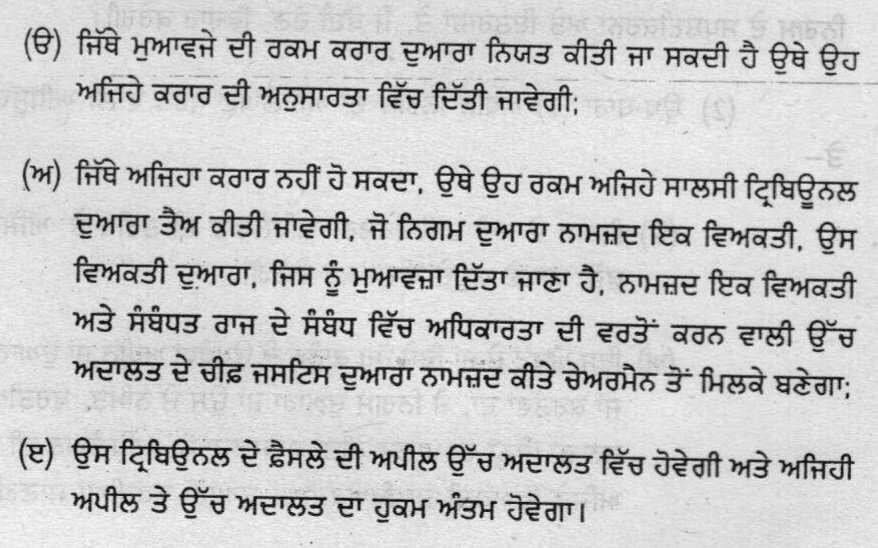 (ੳ) ਜਿੱਥੇ ਮੁਆਵਜੇ ਦੀ ਰਕਮ ਕਰਾਰ ਦੁਆਰਾ ਨਿਯਤ ਕੀਤੀ ਜਾ ਸਕਦੀ ਹੈ ਉਥੇ ਉਹ
ਅਜਿਹੇ ਕਰਾਰ ਦੀ ਅਨੁਸਾਰਤਾ ਵਿੱਚ ਦਿੱਤੀ ਜਾਵੇਗੀ;
(ਅ) ਜਿੱਥੇ ਅਜਿਹਾ ਕਰਾਰ ਨਹੀਂ ਹੋ ਸਕਦਾ, ਉਥੇ ਉਹ ਰਕਮ ਅਜਿਹੇ ਸਾਲਸੀ ਟ੍ਰਿਬਿਊਨਲ
ਦੁਆਰਾ ਤੈਅ ਕੀਤੀ ਜਾਵੇਗੀ, ਜੋ ਨਿਗਮ ਦੁਆਰਾ ਨਾਮਜ਼ਦ ਇਕ ਵਿਅਕਤੀ, ਉਸ
ਵਿਅਕਤੀ ਦੁਆਰਾ, ਜਿਸ ਨੂੰ ਮੁਆਵਜ਼ਾ ਦਿੱਤਾ ਜਾਣਾ ਹੈ, ਨਾਮਜ਼ਦ ਇਕ ਵਿਅਕਤੀ
ਅਤੇ ਸੰਬੰਧਤ ਰਾਜ ਦੇ ਸੰਬੰਧ ਵਿੱਚ ਅਧਿਕਾਰਤਾ ਦੀ ਵਰਤੋਂ ਕਰਨ ਵਾਲੀ ਉੱਚ
ਅਦਾਲਤ ਦੇ ਚੀਫ਼ ਜਸਟਿਸ ਦੁਆਰਾ ਨਾਮਜ਼ਦ ਕੀਤੇ ਚੇਅਰਮੈਨ ਤੋਂ ਮਿਲਕੇ ਬਣੇਗਾ;
(ੲ) ਉਸ ਟ੍ਰਿਬਿਉਨਲ ਦੇ ਫ਼ੈਸਲੇ ਦੀ ਅਪੀਲ ਉੱਚ ਅਦਾਲਤ ਵਿੱਚ ਹੋਵੇਗੀ ਅਤੇ ਅਜਿਹੀ
ਅਪੀਲ ਤੇ ਉੱਚ ਅਦਾਲਤ ਦਾ ਹੁਕਮ ਅੰਤਮ ਹੋਵੇਗਾ।